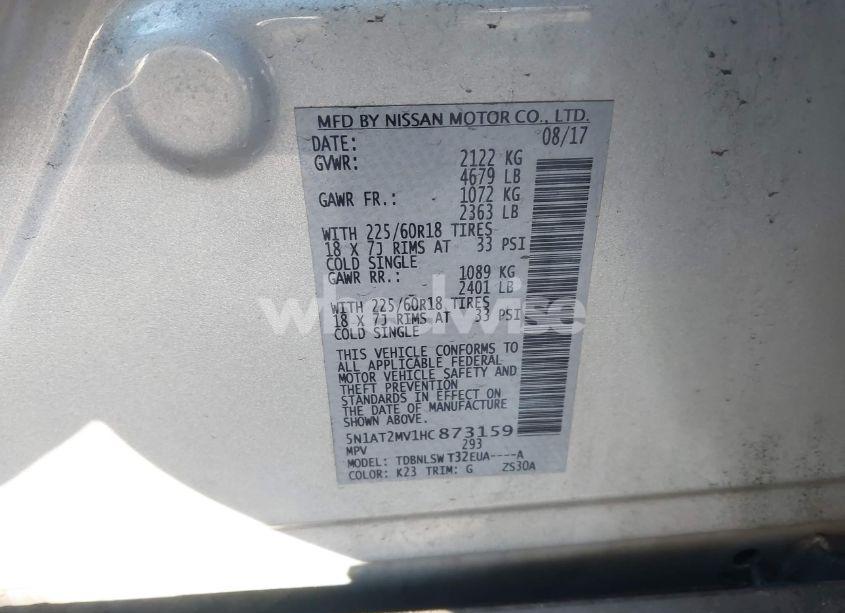 MFD BY NISSAN MOTOR CO., LTD.
DATE: 08/17
GVWR: 2122 KG
4679 LB
GAWR FR.: 1072 KG
2363 LB
WITH 225/60R18 TIRES
18 X 7J RIMS AT 33 PSI
COLD SINGLE
GAWR RR.: 1089 KG
2401 LB
WITH 225/60R18 TIRES
18 X 7J RIMS AT 33 PSI
COLD SINGLE
THIS VEHICLE CONFORMS TO
ALL APPLICABLE FEDERAL
MOTOR VEHICLE SAFETY AND
THEFT PREVENTION
STANDARDS IN EFFECT ON
THE DATE OF MANUFACTURE
SHOWN ABOVE.
5N1AT2MV1HC873159
MPV 293
MODEL: TDBNLSW T32EUA----A
COLOR: K23 TRIM: G ZS30A